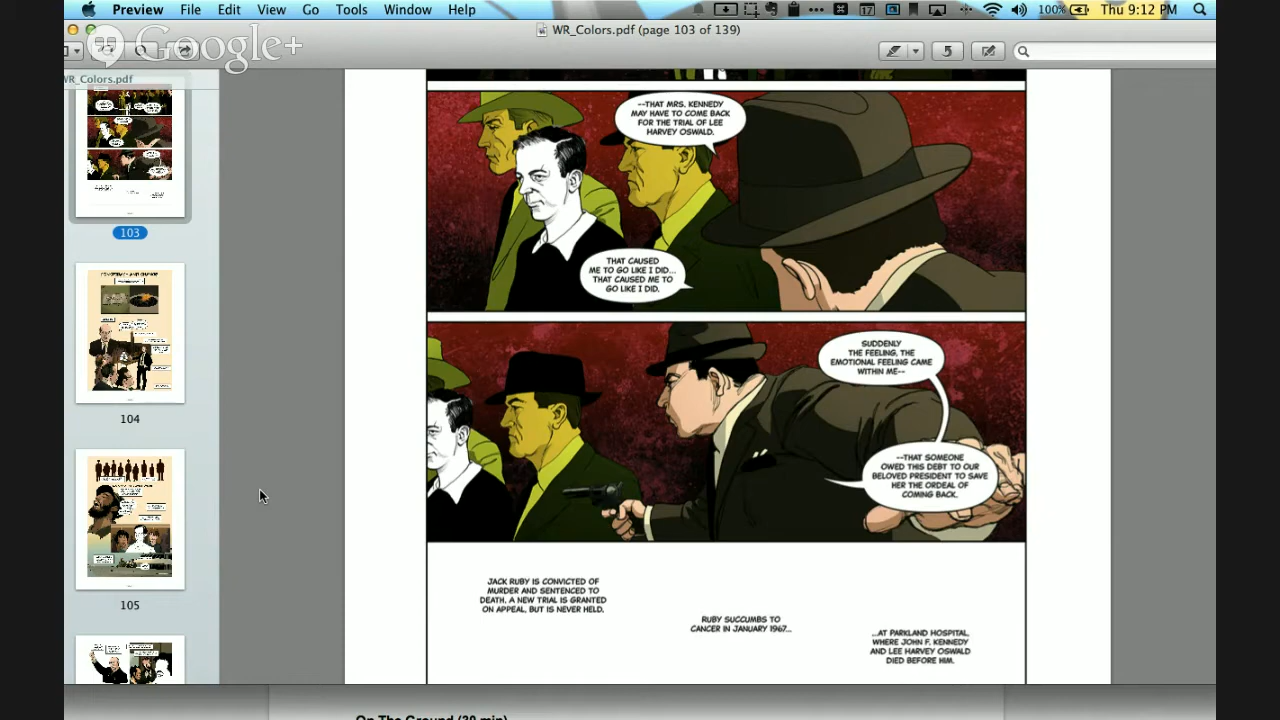 Preview File Edit View Go Tools Window Help
17 100% Thu 9:12 PM
WR_Colors.pdf (page 103 of 139)
Google+
WR_Colors.pdf
103
104
105
--THAT MRS. KENNEDY
MAY HAVE TO COME BACK
FOR THE TRIAL OF LEE
HARVEY OSWALD.
THAT CAUSED
ME TO GO LIKE I DID...
THAT CAUSED ME TO
GO LIKE I DID.
SUDDENLY
THE FEELING, THE
EMOTIONAL FEELING CAME
WITHIN ME--
--THAT SOMEONE
OWED THIS DEBT TO OUR
BELOVED PRESIDENT TO SAVE
HER THE ORDEAL OF
COMING BACK.
JACK RUBY IS CONVICTED OF
MURDER AND SENTENCED TO
DEATH. A NEW TRIAL IS GRANTED
ON APPEAL, BUT IS NEVER HELD.
RUBY SUCCUMBS TO
CANCER IN JANUARY 1967...
...AT PARKLAND HOSPITAL,
WHERE JOHN F. KENNEDY
AND LEE HARVEY OSWALD
DIED BEFORE HIM.
On The Ground (30 min)